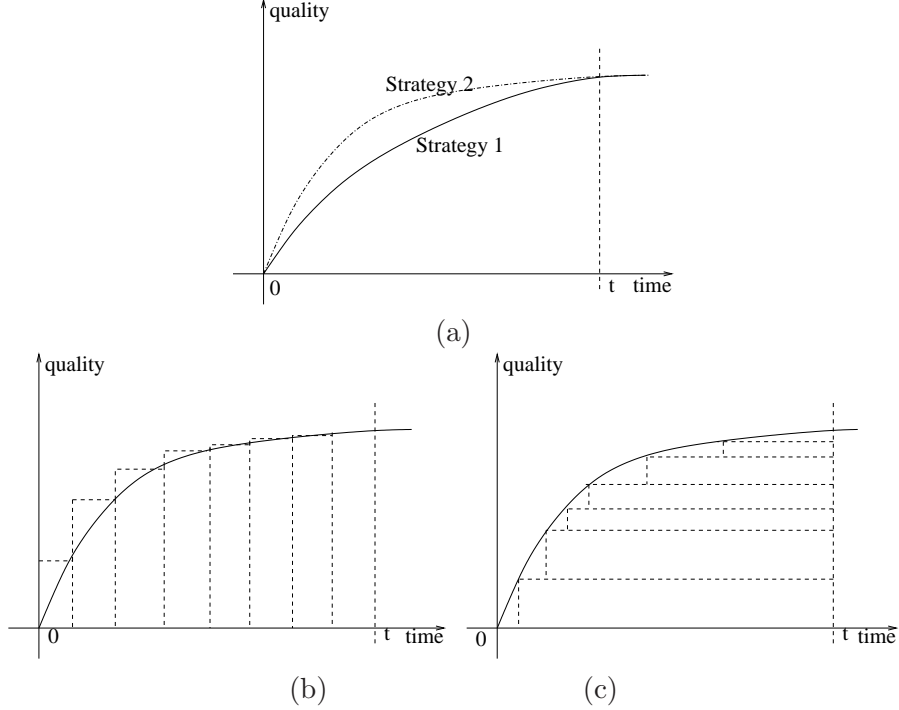 quality
Strategy 2
Strategy 1
0
t time
(a)
quality
0
t time
(b)
quality
0
t time
(c)